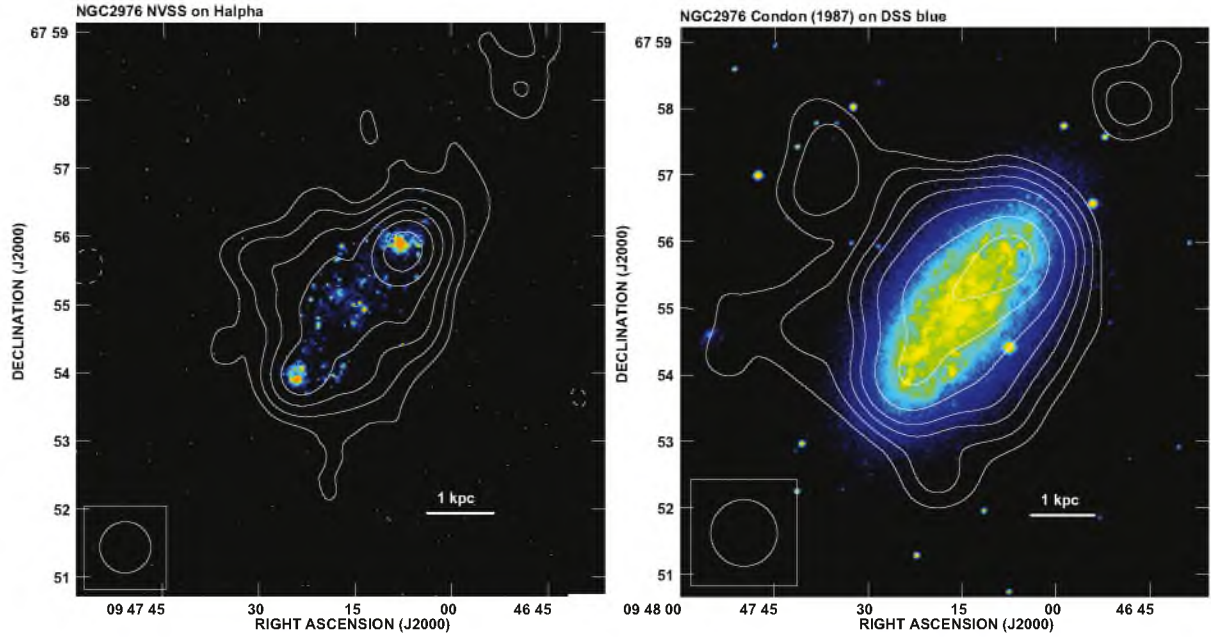 NGC2976 NVSS on Halpha
67 59
58
57
56
55
54
53
52
51
DECLINATION (J2000)
1 kpc
09 47 45
30
15
00
46 45
RIGHT ASCENSION (J2000)
NGC2976 Condon (1987) on DSS blue
67 59
58
57
56
55
54
53
52
51
DECLINATION (J2000)
1 kpc
09 48 00
47 45
30
15
00
46 45
RIGHT ASCENSION (J2000)